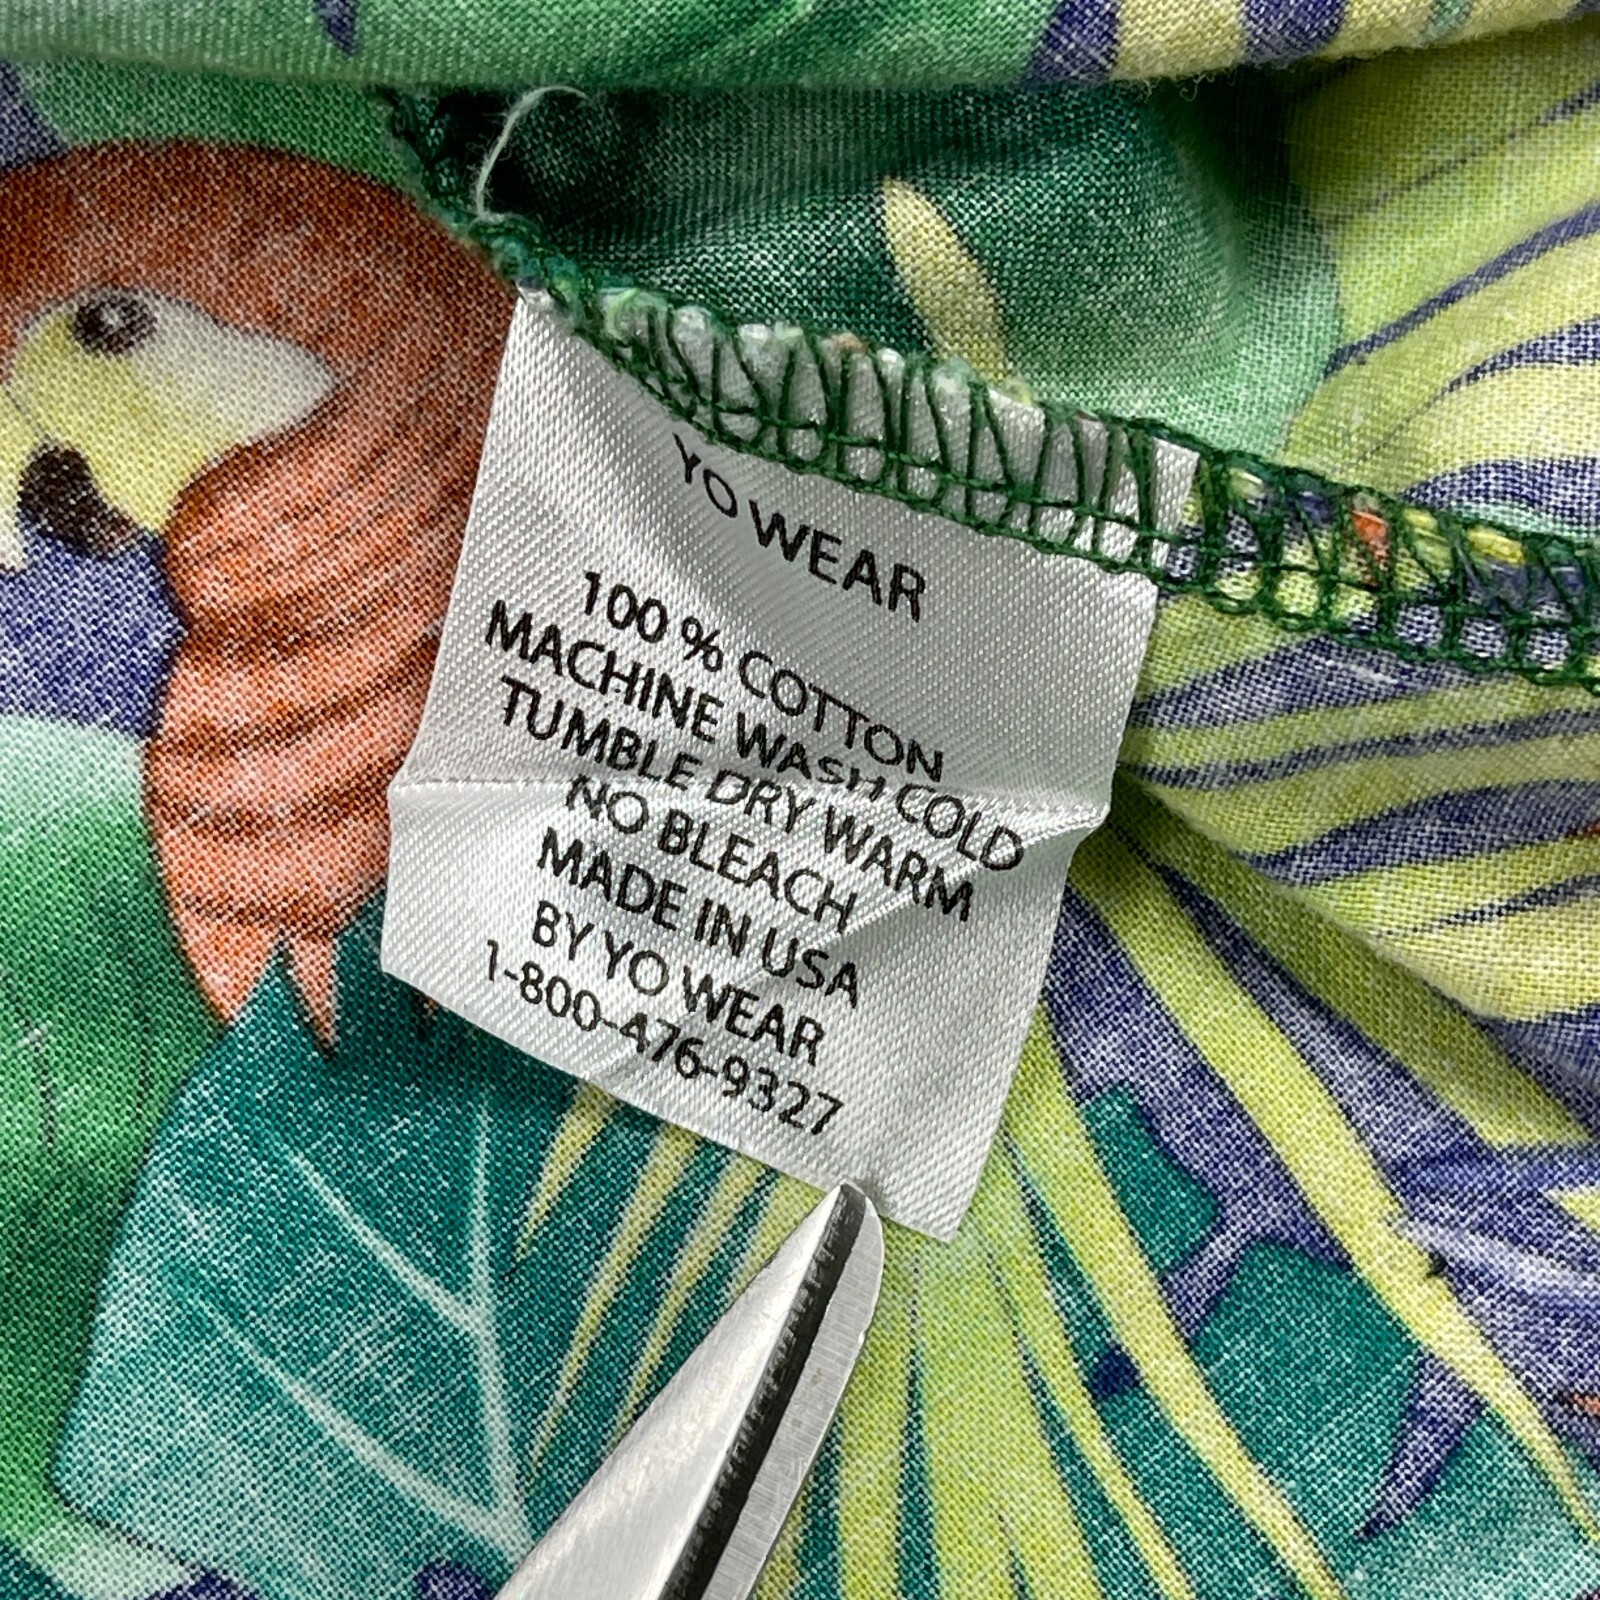 YO WEAR
100 % COTTON
MACHINE WASH COLD
TUMBLE DRY WARM
NO BLEACH
MADE IN USA
BY YO WEAR
1-800-476-9327